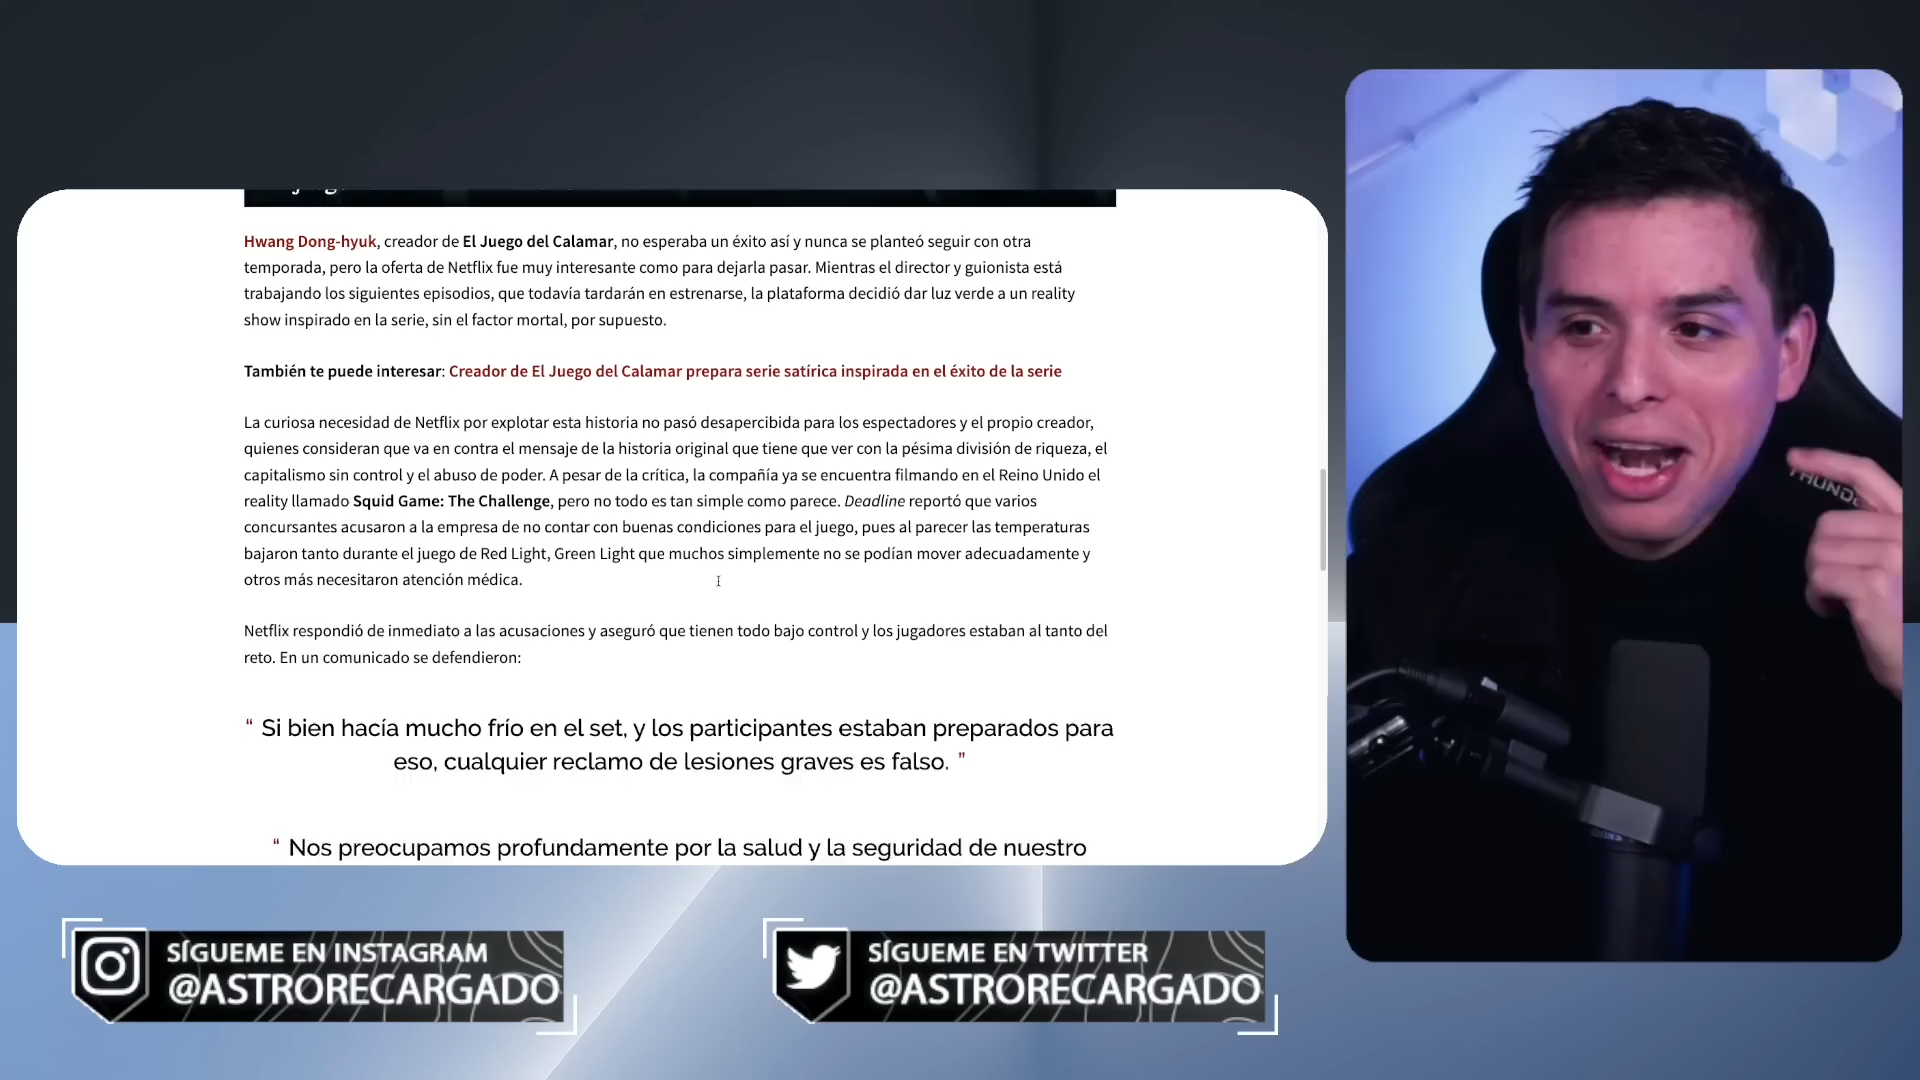 Hwang Dong-hyuk, creador de El Juego del Calamar, no esperaba un éxito así y nunca se planteó seguir con otra
temporada, pero la oferta de Netflix fue muy interesante como para dejarla pasar. Mientras el director y guionista está
trabajando los siguientes episodios, que todavía tardarán en estrenarse, la plataforma decidió dar luz verde a un reality
show inspirado en la serie, sin el factor mortal, por supuesto.
También te puede interesar: Creador de El Juego del Calamar prepara serie satírica inspirada en el éxito de la serie
La curiosa necesidad de Netflix por explotar esta historia no pasó desapercibida para los espectadores y el propio creador,
quienes consideran que va en contra el mensaje de la historia original que tiene que ver con la pésima división de riqueza, el
capitalismo sin control y el abuso de poder. A pesar de la crítica, la compañía ya se encuentra filmando en el Reino Unido el
reality llamado Squid Game: The Challenge, pero no todo es tan simple como parece. Deadline reportó que varios
concursantes acusaron a la empresa de no contar con buenas condiciones para el juego, pues al parecer las temperaturas
bajaron tanto durante el juego de Red Light, Green Light que muchos simplemente no se podían mover adecuadamente y
otros más necesitaron atención médica.
Netflix respondió de inmediato a las acusaciones y aseguró que tienen todo bajo control y los jugadores estaban al tanto del
reto. En un comunicado se defendieron:
“ Si bien hacía mucho frío en el set, y los participantes estaban preparados para
eso, cualquier reclamo de lesiones graves es falso. ”
“ Nos preocupamos profundamente por la salud y la seguridad de nuestro
SÍGUEME EN INSTAGRAM
@ASTRORECARGADO
SÍGUEME EN TWITTER
@ASTRORECARGADO